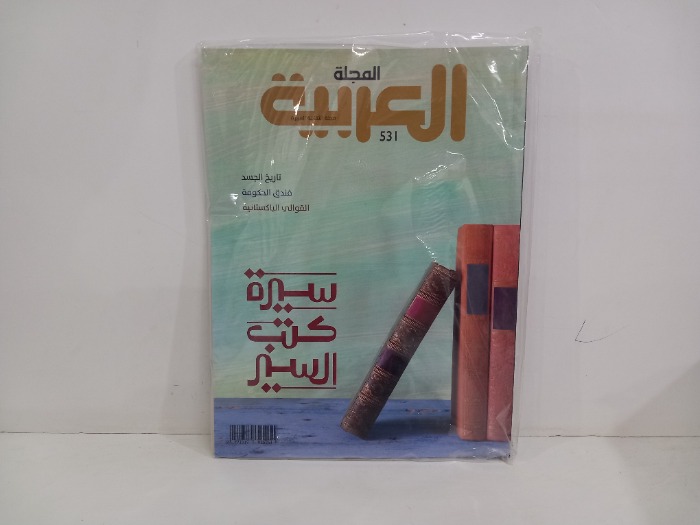 المجلة
العربية
531
تاريخ الجسد
فندق الحكومة
القوالي الباكستانية
سيرة
كتب
السير